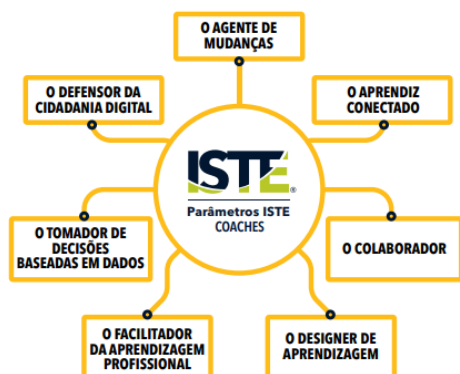 O AGENTE DE
MUDANÇAS
O DEFENSOR DA
CIDADANIA DIGITAL
O APRENDIZ
CONECTADO
ISTE®
Parâmetros ISTE
COACHES
O TOMADOR DE
DECISÕES
BASEADAS EM DADOS
O COLABORADOR
O FACILITADOR
DA APRENDIZAGEM
PROFISSIONAL
O DESIGNER DE
APRENDIZAGEM